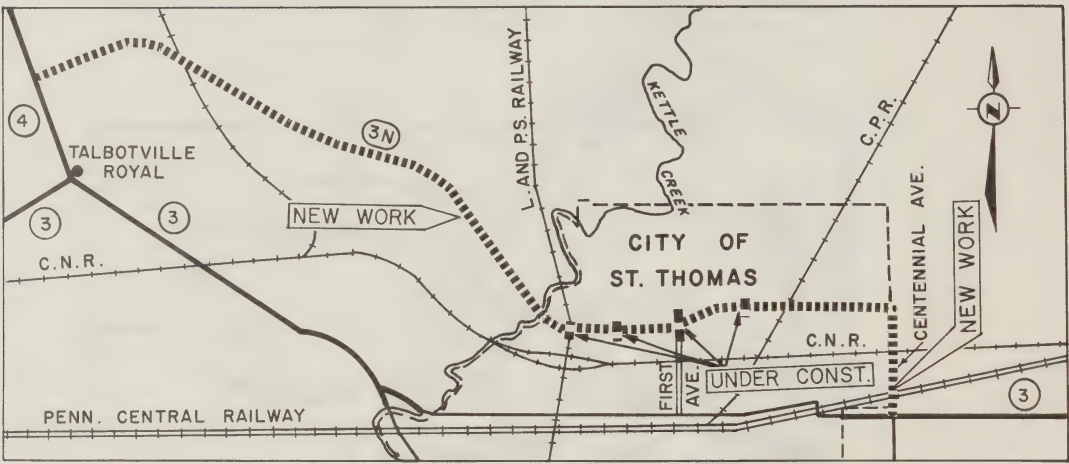 4
TALBOTVILLE
ROYAL
3
3
C.N.R.
3N
NEW WORK
L. AND P.S. RAILWAY
KETTLE
CREEK
C.P.R.
N
CITY OF
ST. THOMAS
CENTENNIAL AVE.
NEW WORK
C.N.R.
FIRST
AVE.
UNDER CONST.
3
PENN. CENTRAL RAILWAY